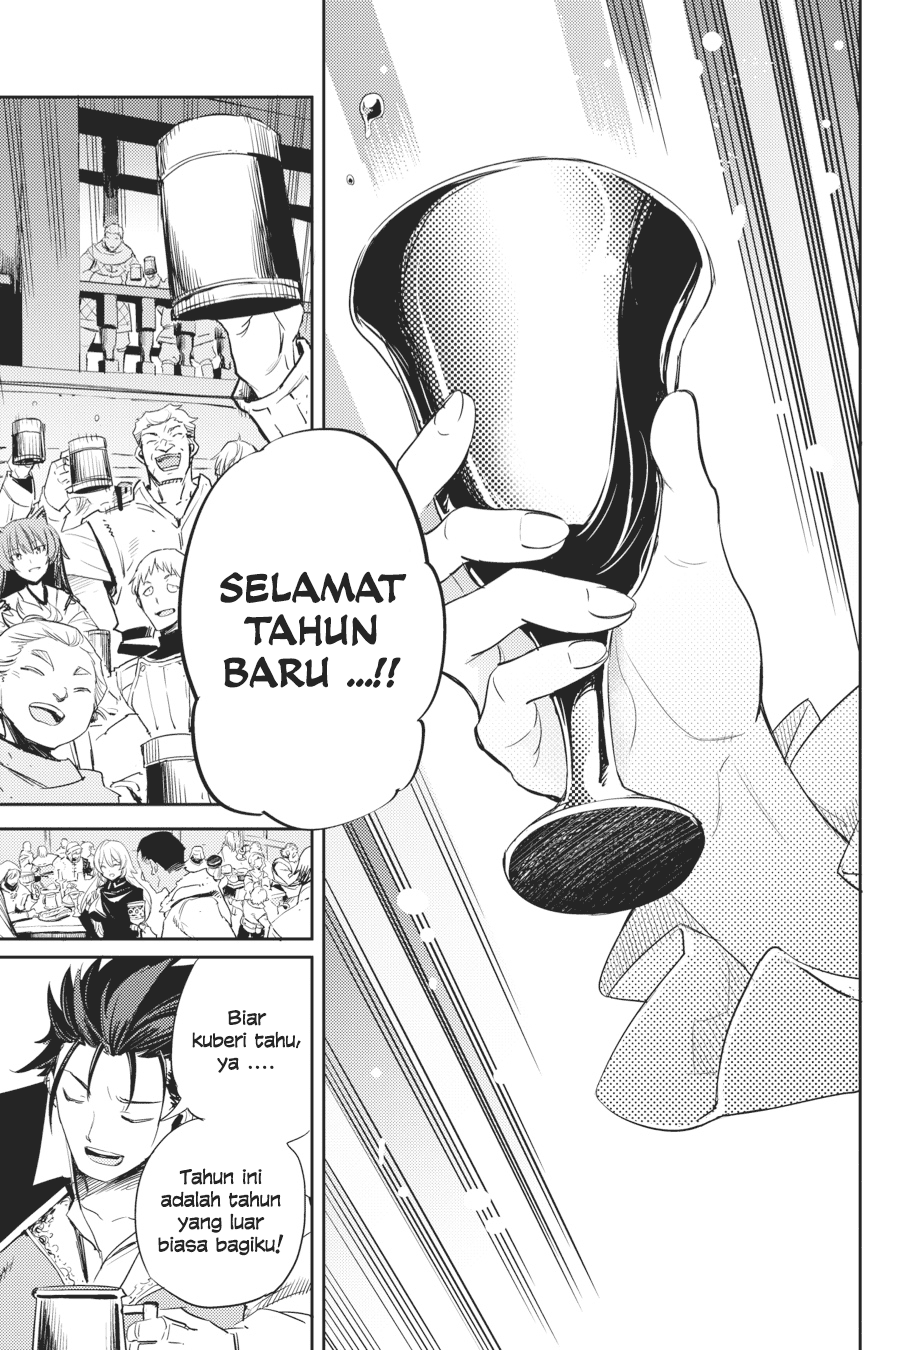 SELAMAT
TAHUN
BARU ...!!
Biar
kuberi tahu,
ya ....
Tahun ini
adalah tahun
yang luar
biasa bagiku!